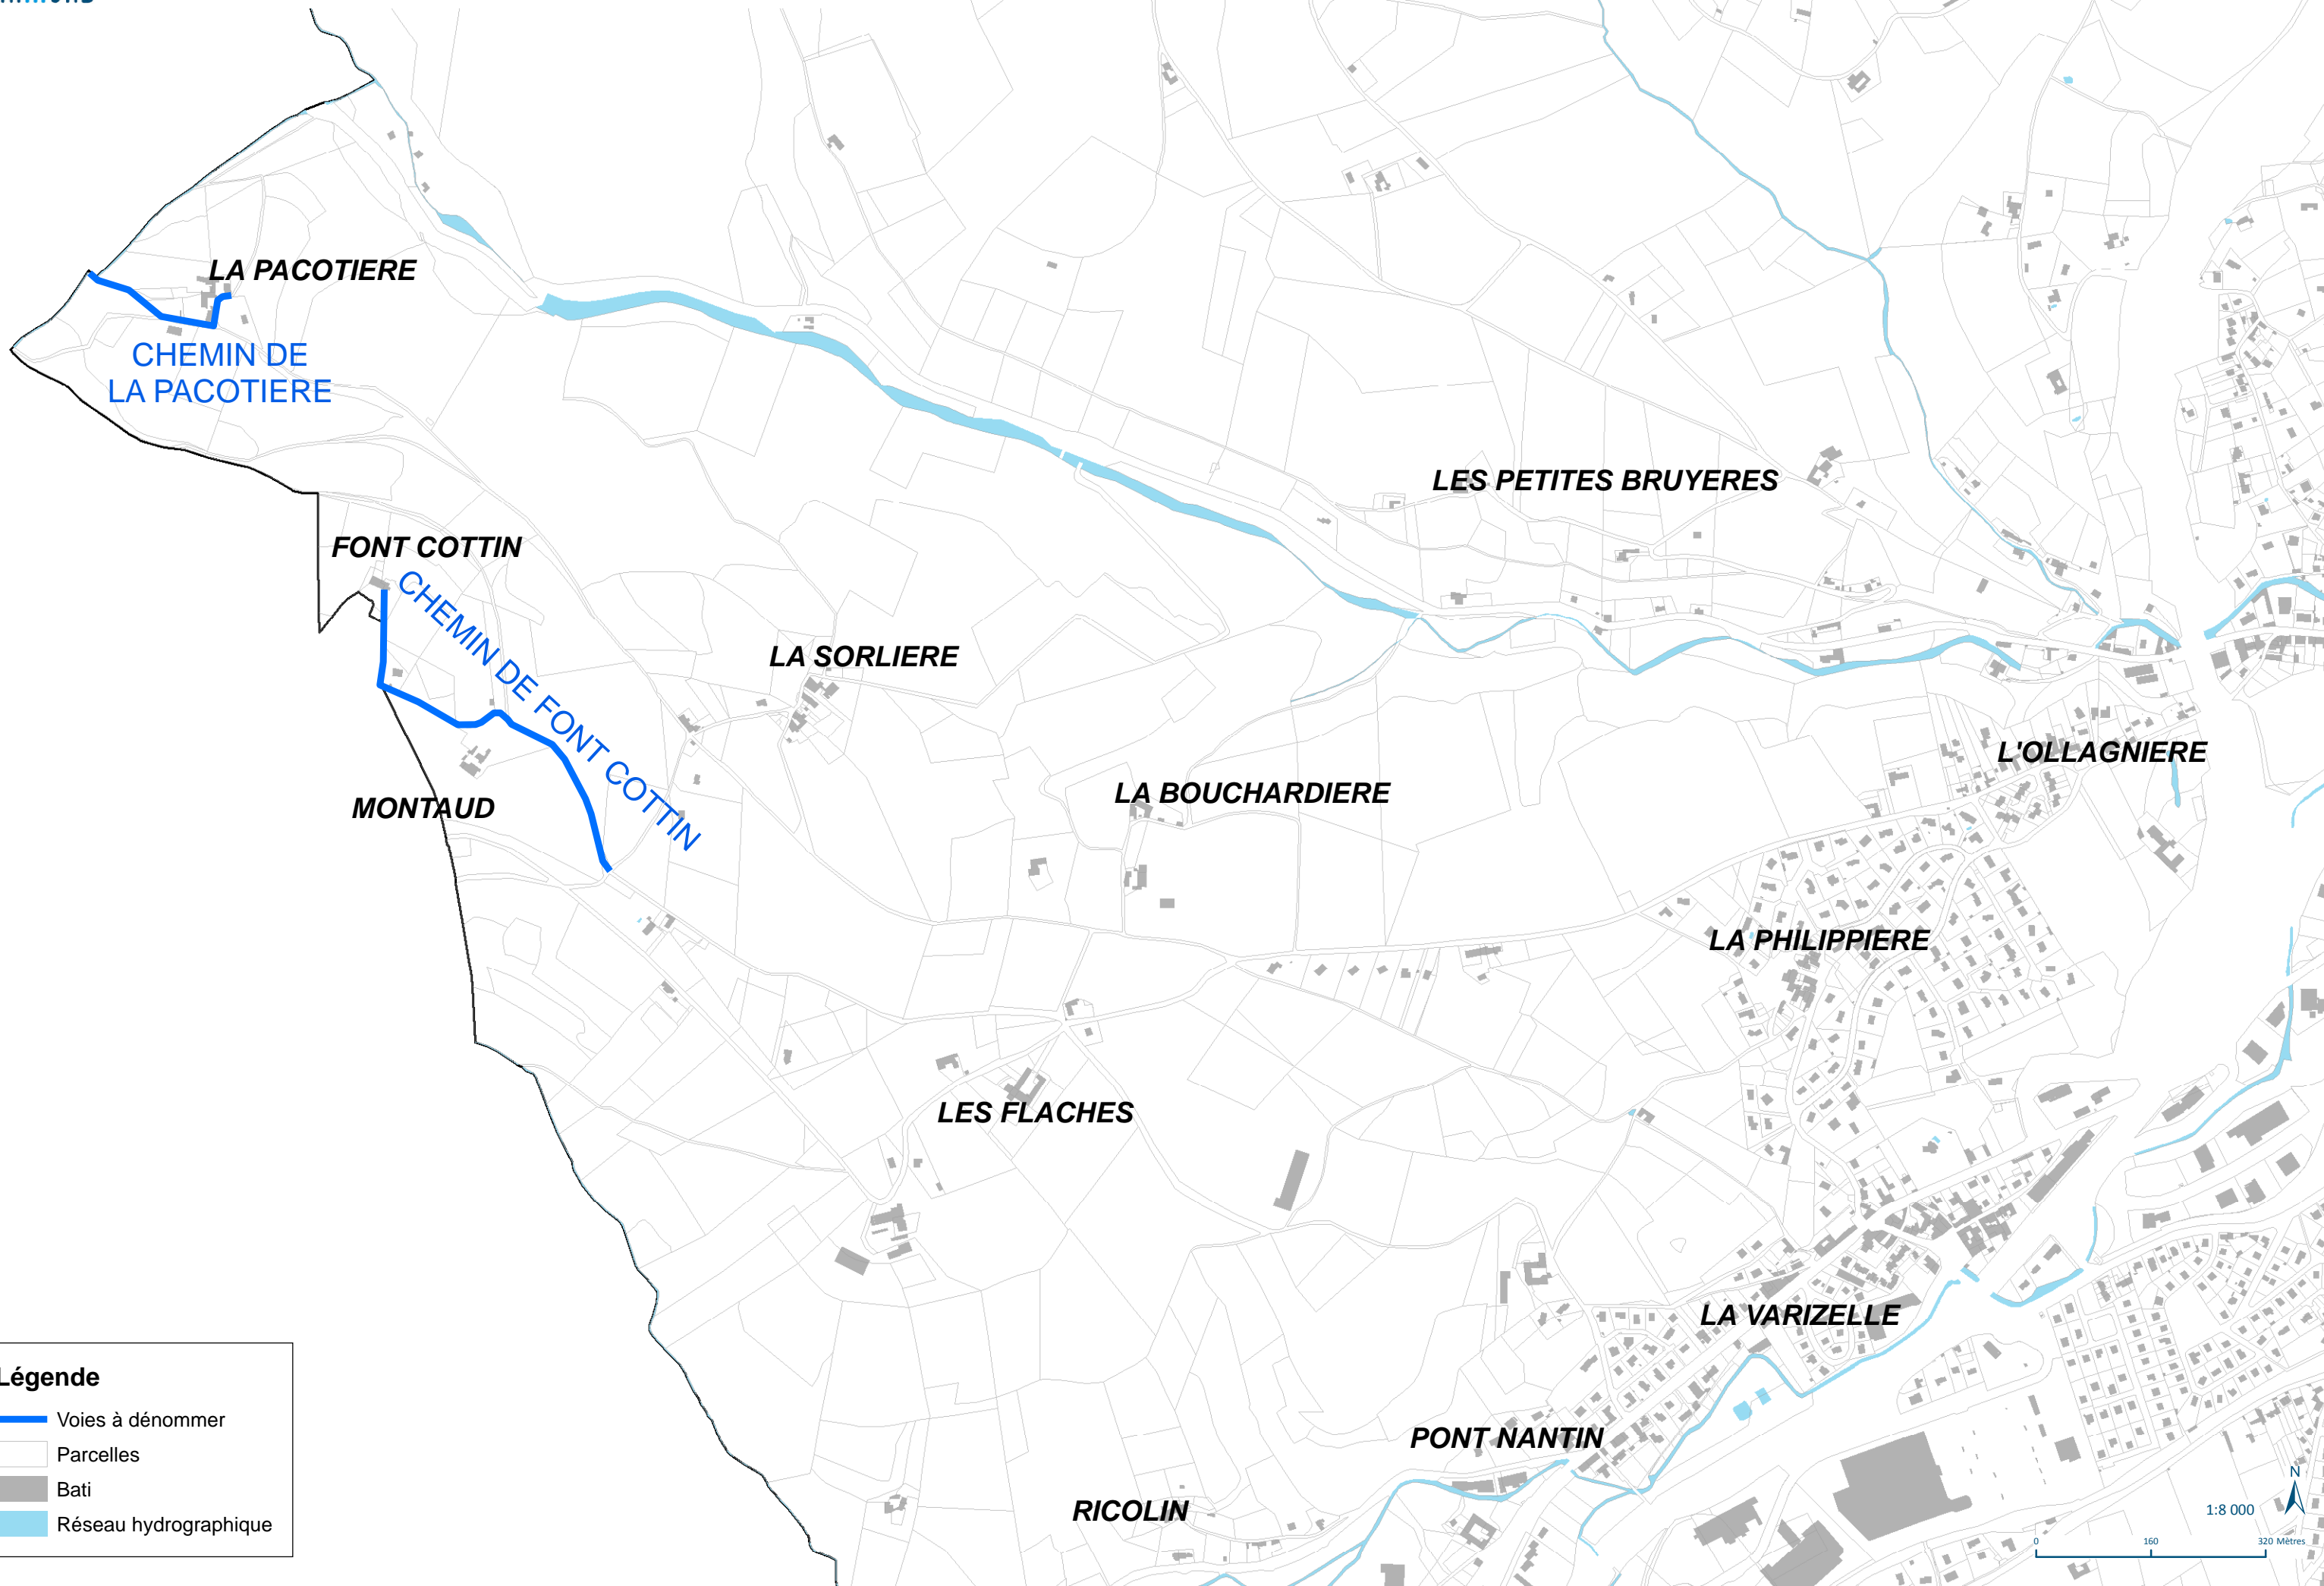 LA PACOTIERE
CHEMIN DE
LA PACOTIERE
LES PETITES BRUYERES
FONT COTTIN
CHEMIN DE FONT COTTIN
LA SORLIERE
L'OLLAGNIERE
LA BOUCHARDIERE
MONTAUD
LA PHILIPPIERE
LES FLACHES
LA VARIZELLE
PONT NANTIN
RICOLIN
Légende
Voies à dénommer
Parcelles
Bati
Réseau hydrographique
N
1:8 000
0 160 320 Mètres